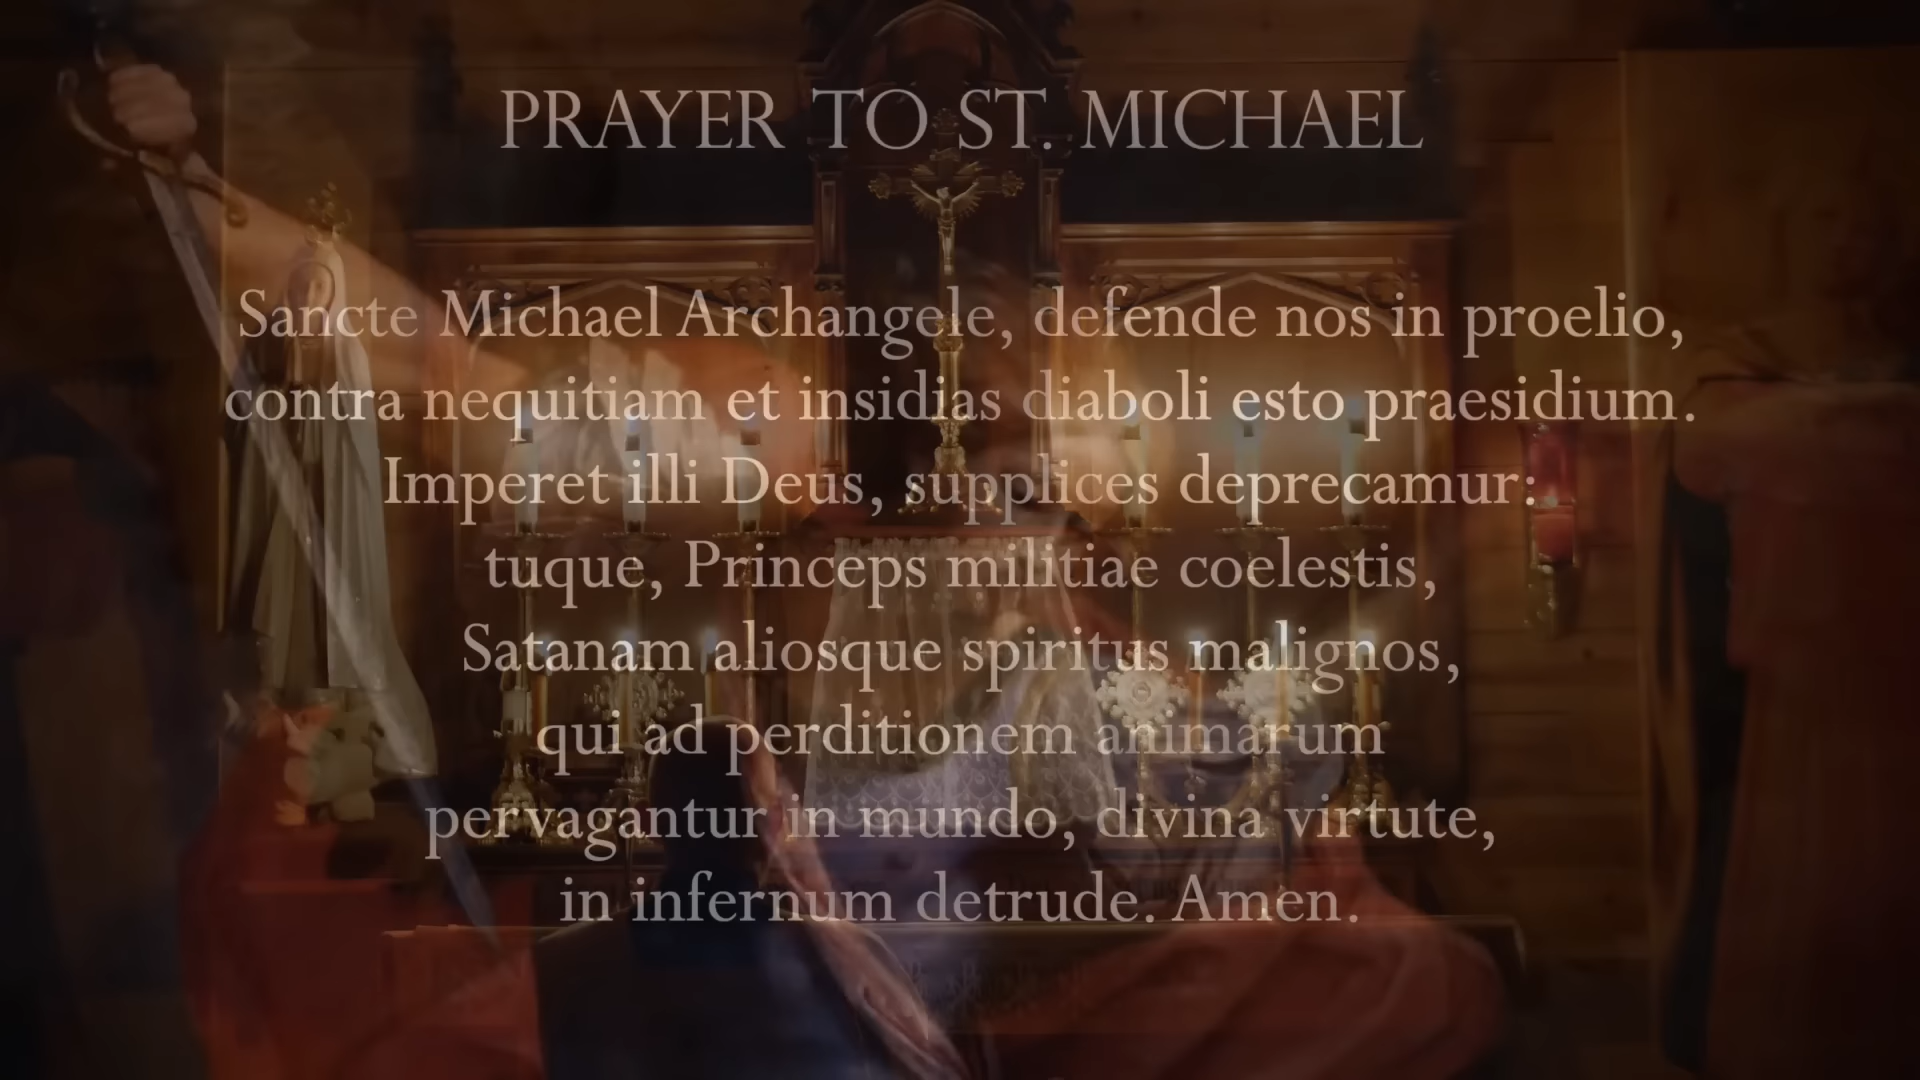 PRAYER TO ST. MICHAEL
Sancte Michael Archangele, defende nos in proelio,
contra nequitiam et insidias diaboli esto praesidium.
Imperet illi Deus, supplices deprecamur:
tuque, Princeps militiae coelestis,
Satanam aliosque spiritus malignos,
qui ad perditionem animarum
pervagantur in mundo, divina virtute,
in infernum detrude. Amen.